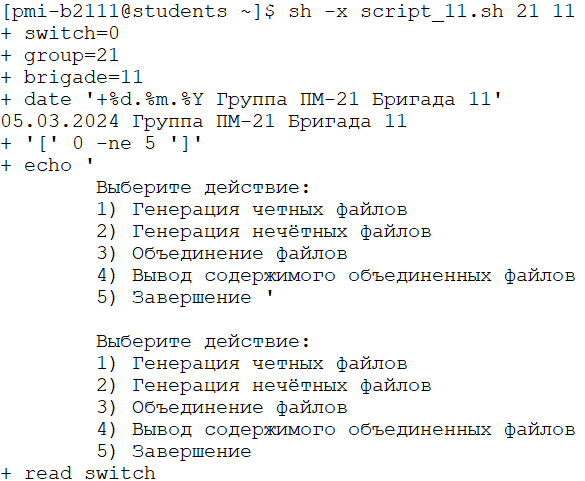 [pmi-b2111@students ~]$ sh -x script_11.sh 21 11
+ switch=0
+ group=21
+ brigade=11
+ date '+%d.%m.%Y Группа ПМ-21 Бригада 11'
05.03.2024 Группа ПМ-21 Бригада 11
+ '[' 0 -ne 5 ']'
+ echo '
        Выберите действие:
        1) Генерация четных файлов
        2) Генерация нечётных файлов
        3) Объединение файлов
        4) Вывод содержимого объединенных файлов
        5) Завершение '

        Выберите действие:
        1) Генерация четных файлов
        2) Генерация нечётных файлов
        3) Объединение файлов
        4) Вывод содержимого объединенных файлов
        5) Завершение
+ read switch